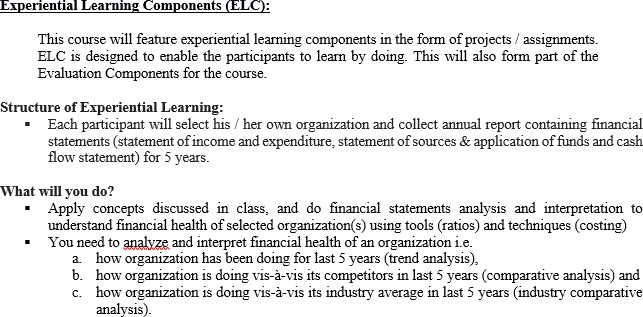 Experiential Learning Components (ELC):
This course will feature experiential learning components in the form of projects / assignments.
ELC is designed to enable the participants to learn by doing. This will also form part of the
Evaluation Components for the course.
Structure of Experiential Learning:
▪ Each participant will select his / her own organization and collect annual report containing financial
statements (statement of income and expenditure, statement of sources & application of funds and cash
flow statement) for 5 years.
What will you do?
▪ Apply concepts discussed in class, and do financial statements analysis and interpretation to
understand financial health of selected organization(s) using tools (ratios) and techniques (costing)
▪ You need to analyze and interpret financial health of an organization i.e.
a. how organization has been doing for last 5 years (trend analysis),
b. how organization is doing vis-à-vis its competitors in last 5 years (comparative analysis) and
c. how organization is doing vis-à-vis its industry average in last 5 years (industry comparative
analysis).